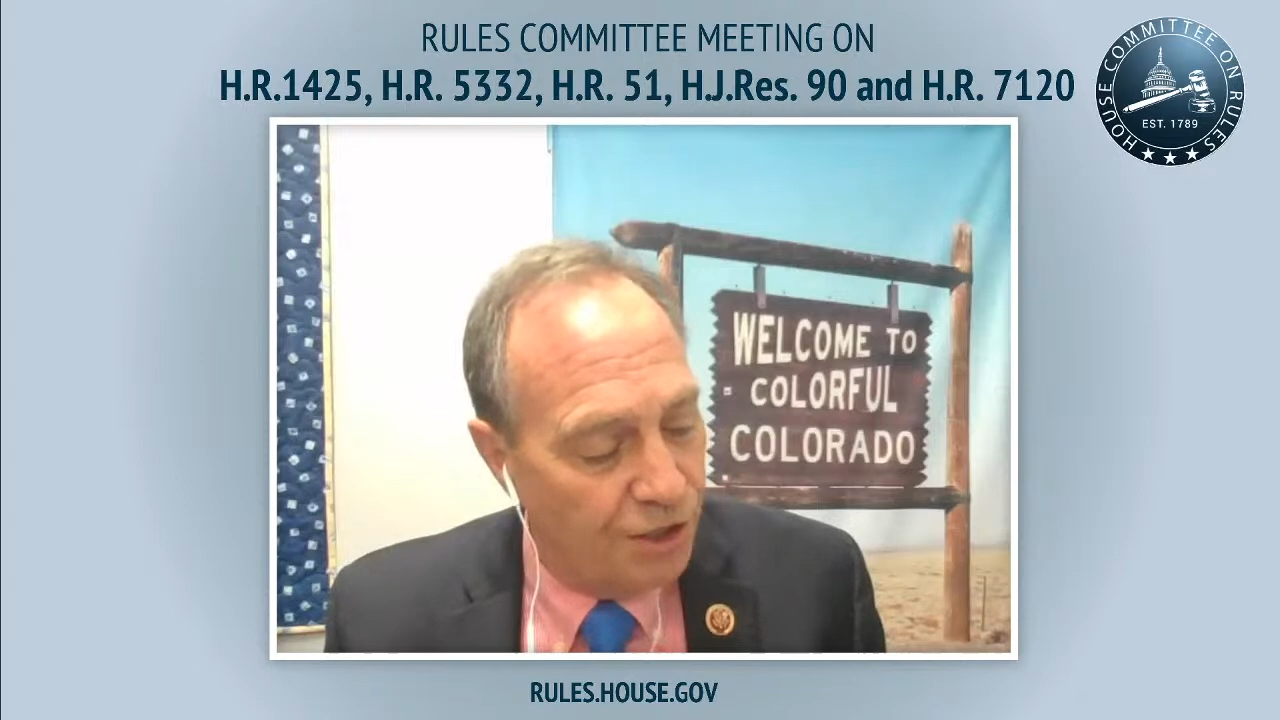 RULES COMMITTEE MEETING ON
H.R.1425, H.R. 5332, H.R. 51, H.J.Res. 90 and H.R. 7120
HOUSE COMMITTEE ON RULES
EST. 1789
WELCOME TO
COLORFUL
COLORADO
RULES.HOUSE.GOV